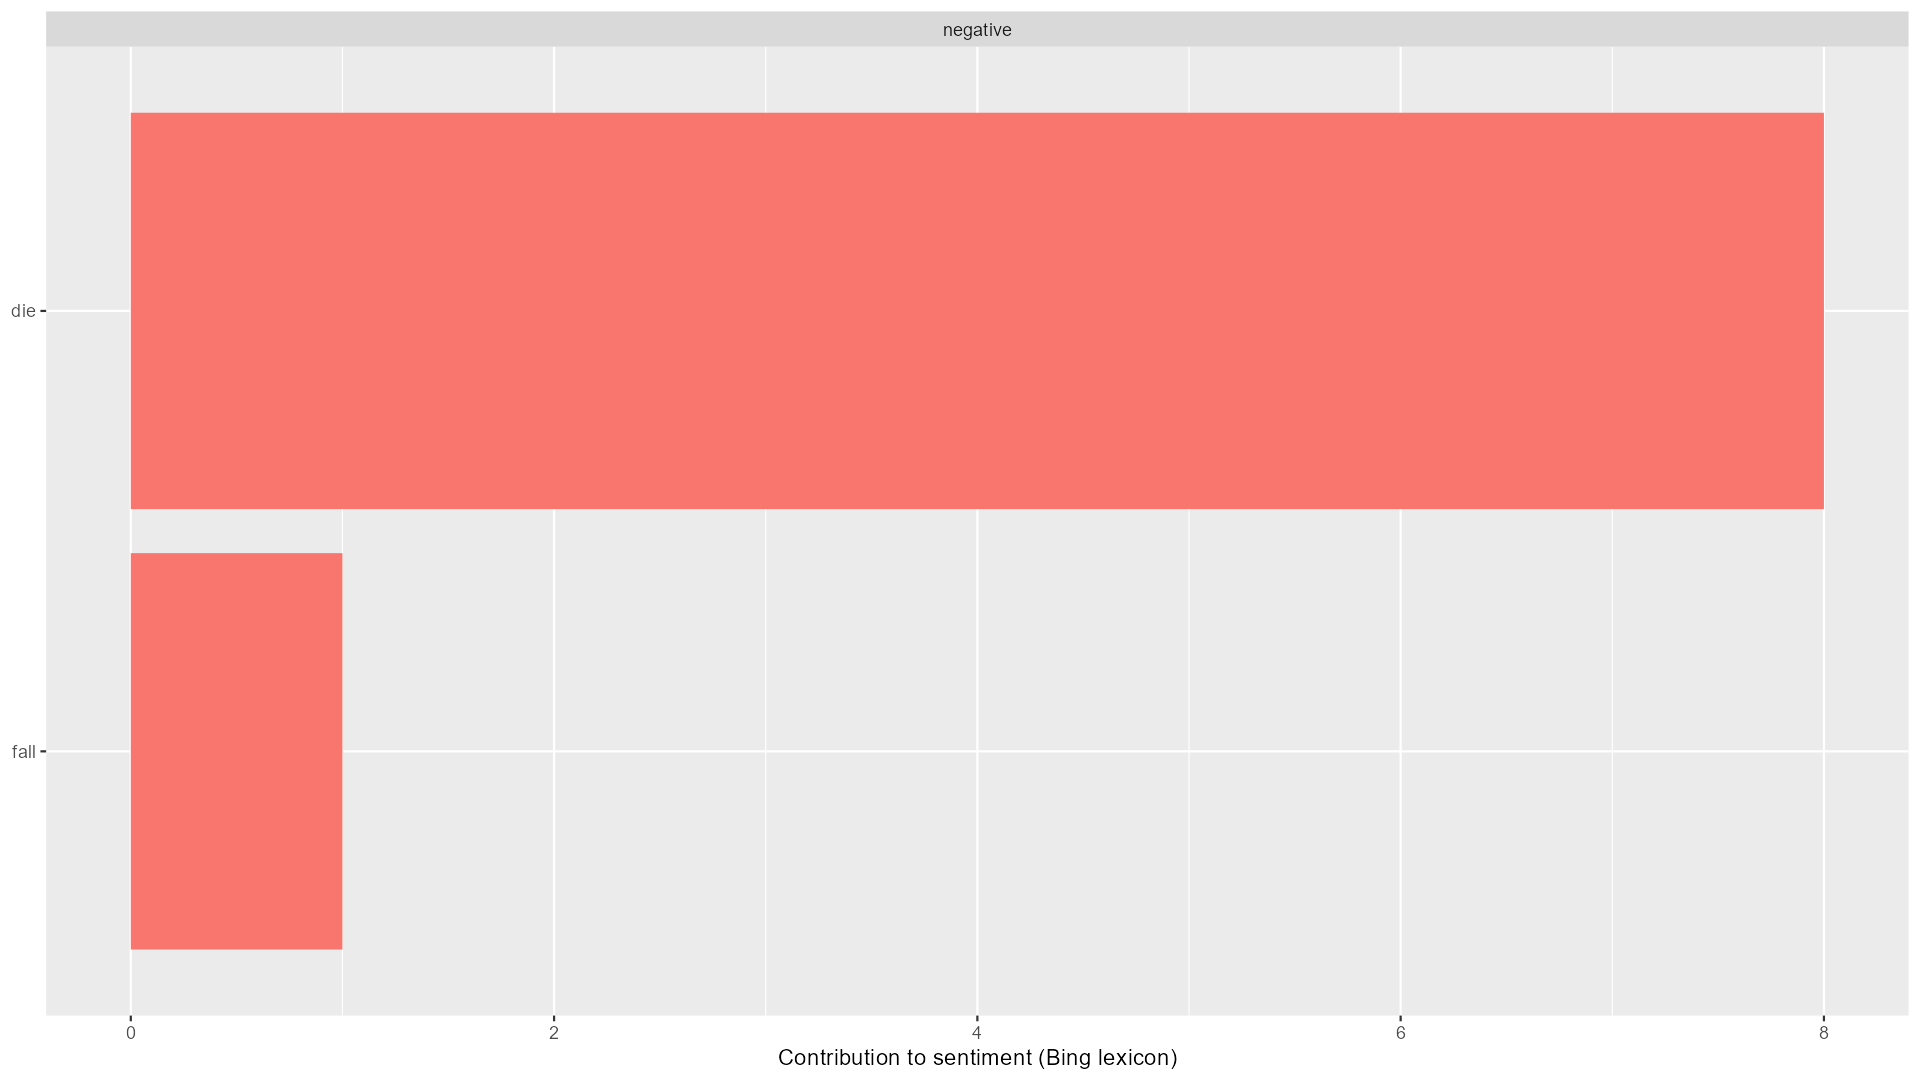 negative
die
fall
0 2 4 6 8
Contribution to sentiment (Bing lexicon)